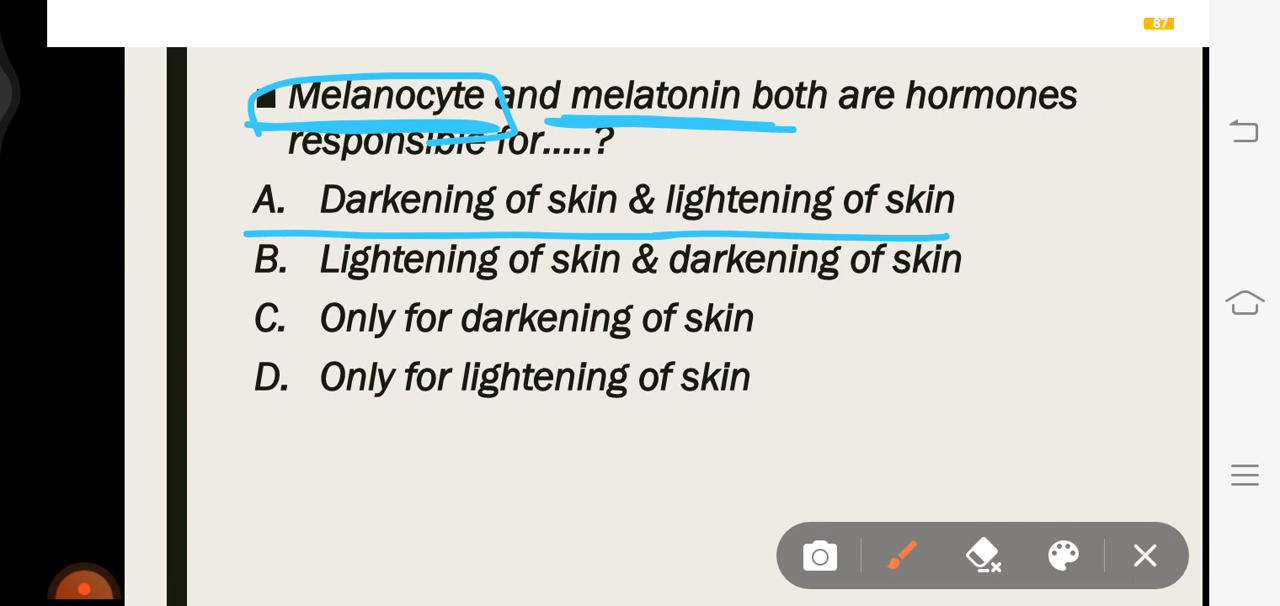 87
Melanocyte and melatonin both are hormones
responsible for.....?
A. Darkening of skin & lightening of skin
B. Lightening of skin & darkening of skin
C. Only for darkening of skin
D. Only for lightening of skin